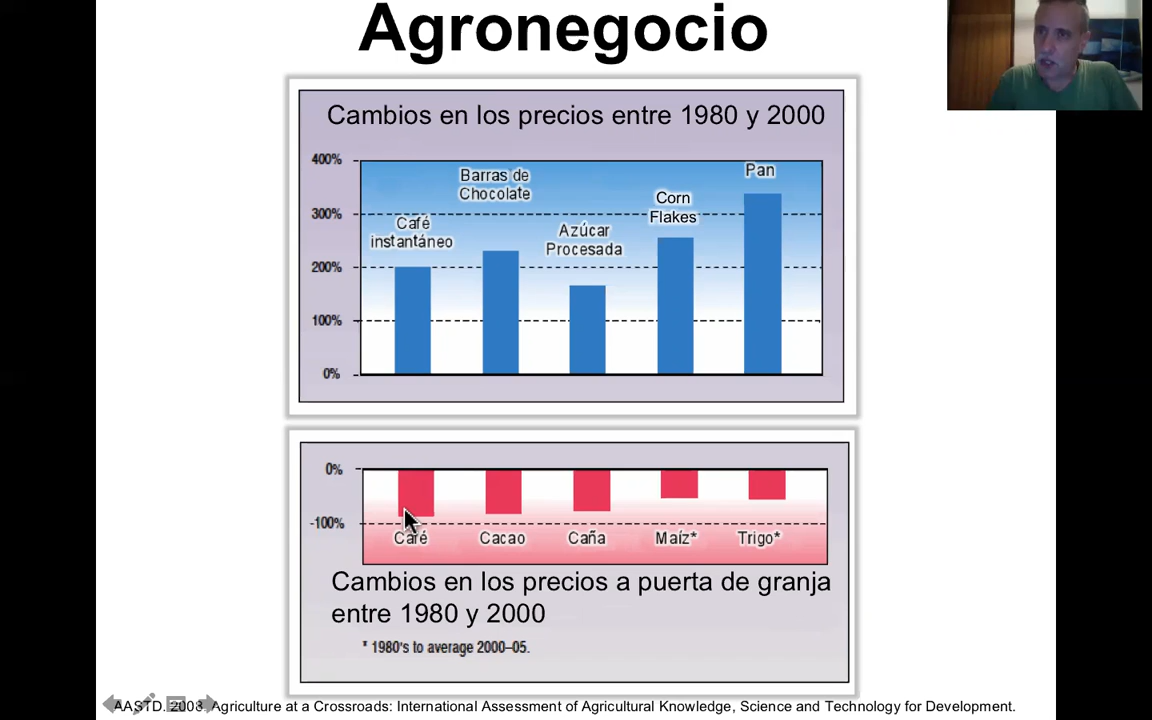 Agronegocio
Cambios en los precios entre 1980 y 2000
400%
300%
200%
100%
0%
Café
instantáneo
Barras de
Chocolate
Azúcar
Procesada
Corn
Flakes
Pan
0%
-100%
Café
Cacao
Caña
Maíz*
Trigo*
Cambios en los precios a puerta de granja
entre 1980 y 2000
* 1980's to average 2000–05.
AASTD. 2008. Agriculture at a Crossroads: International Assessment of Agricultural Knowledge, Science and Technology for Development.